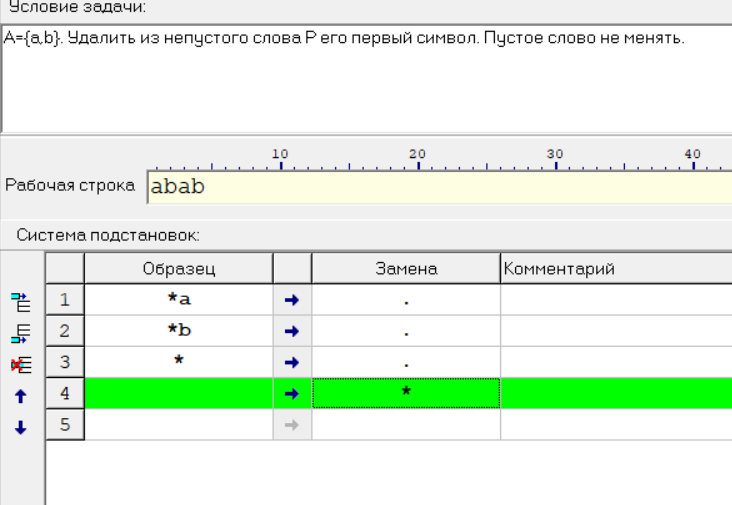 Условие задачи:
A={a,b}. Удалить из непустого слова P его первый символ. Пустое слово не менять.
10 20 30 40
Рабочая строка abab
Система подстановок:
Образец Замена Комментарий
1 *a → .
2 *b → .
3 * → .
4 → *
5 →